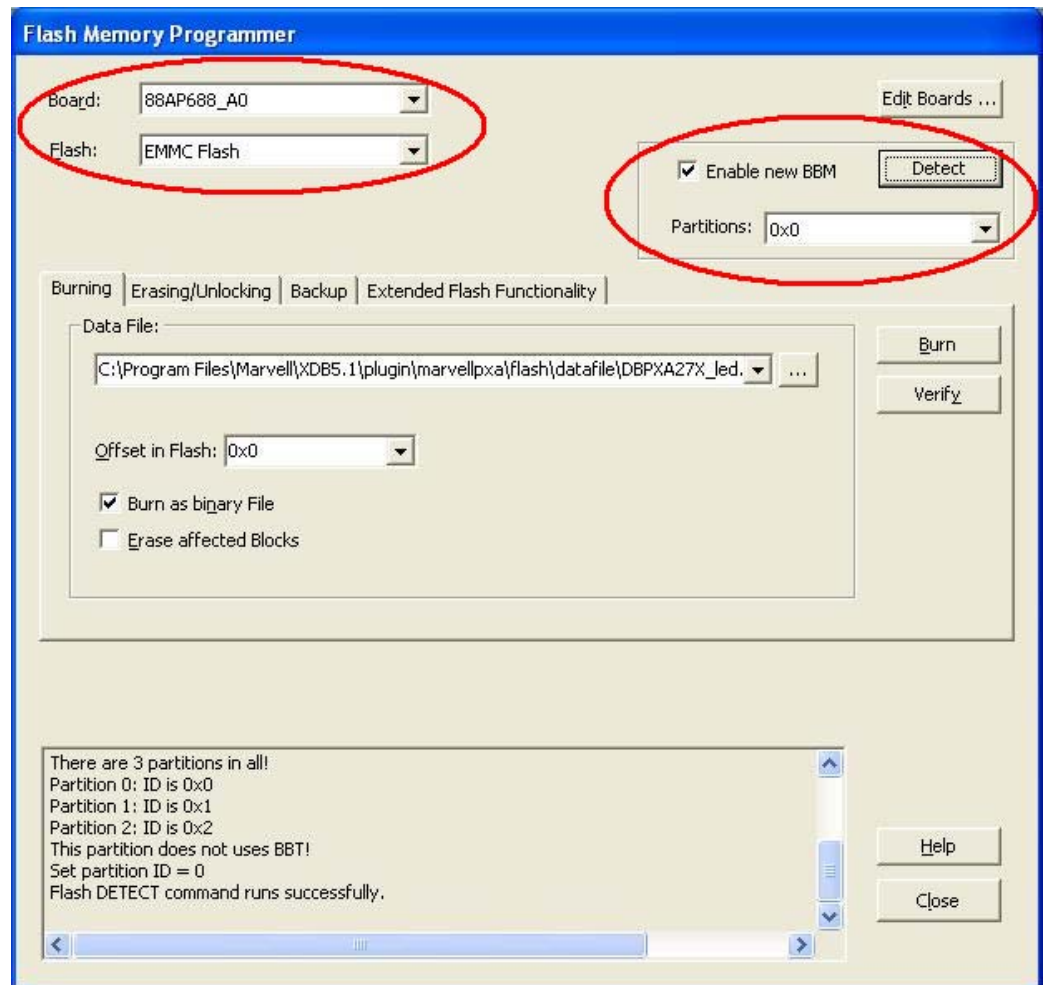 Flash Memory Programmer
Board: 88AP688_A0 Edit Boards ...
Flash: EMMC Flash
Enable new BBM Detect
Partitions: 0x0
Burning Erasing/Unlocking Backup Extended Flash Functionality
Data File:
C:\Program Files\Marvell\XDB5.1\plugin\marvellpxa\flash\datafile\DBPXA27X_led. ...
Burn
Verify
Offset in Flash: 0x0
Burn as binary File
Erase affected Blocks
There are 3 partitions in all!
Partition 0: ID is 0x0
Partition 1: ID is 0x1
Partition 2: ID is 0x2
This partition does not uses BBT!
Set partition ID = 0
Flash DETECT command runs successfully.
Help
Close